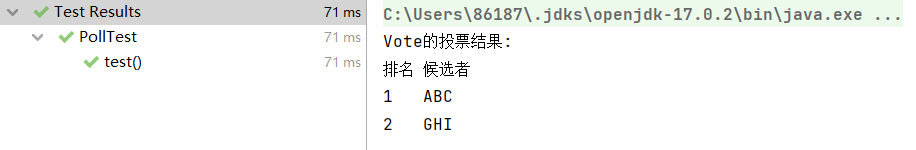 Test Results 71 ms
PollTest 71 ms
test() 71 ms
C:\Users\86187\.jdks\openjdk-17.0.2\bin\java.exe ...
Vote的投票结果:
排名 候选者
1 ABC
2 GHI